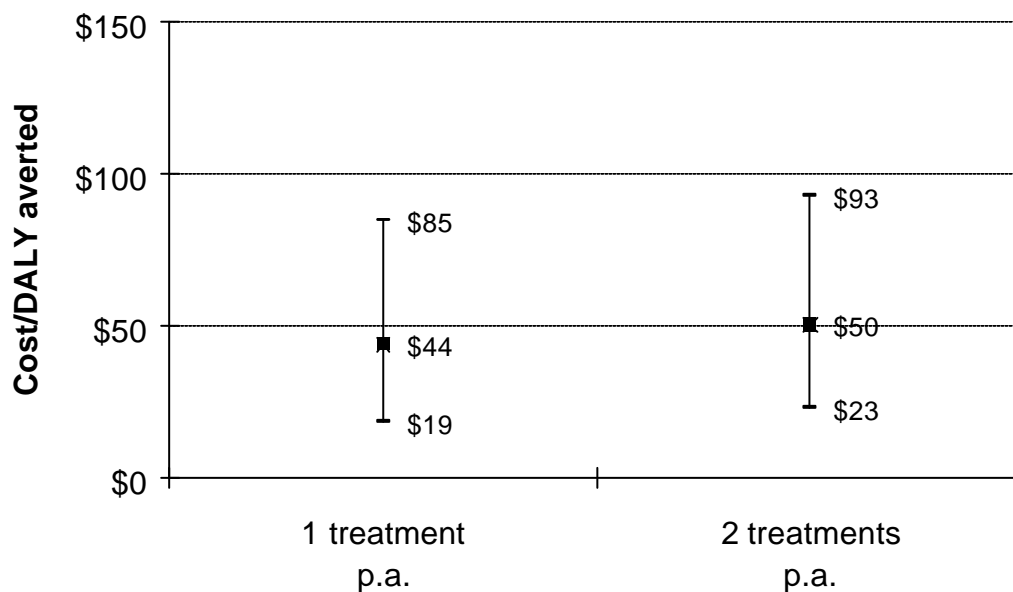 Cost/DALY averted
$150
$100
$50
$0
$85
$44
$19
$93
$50
$23
1 treatment
p.a.
2 treatments
p.a.